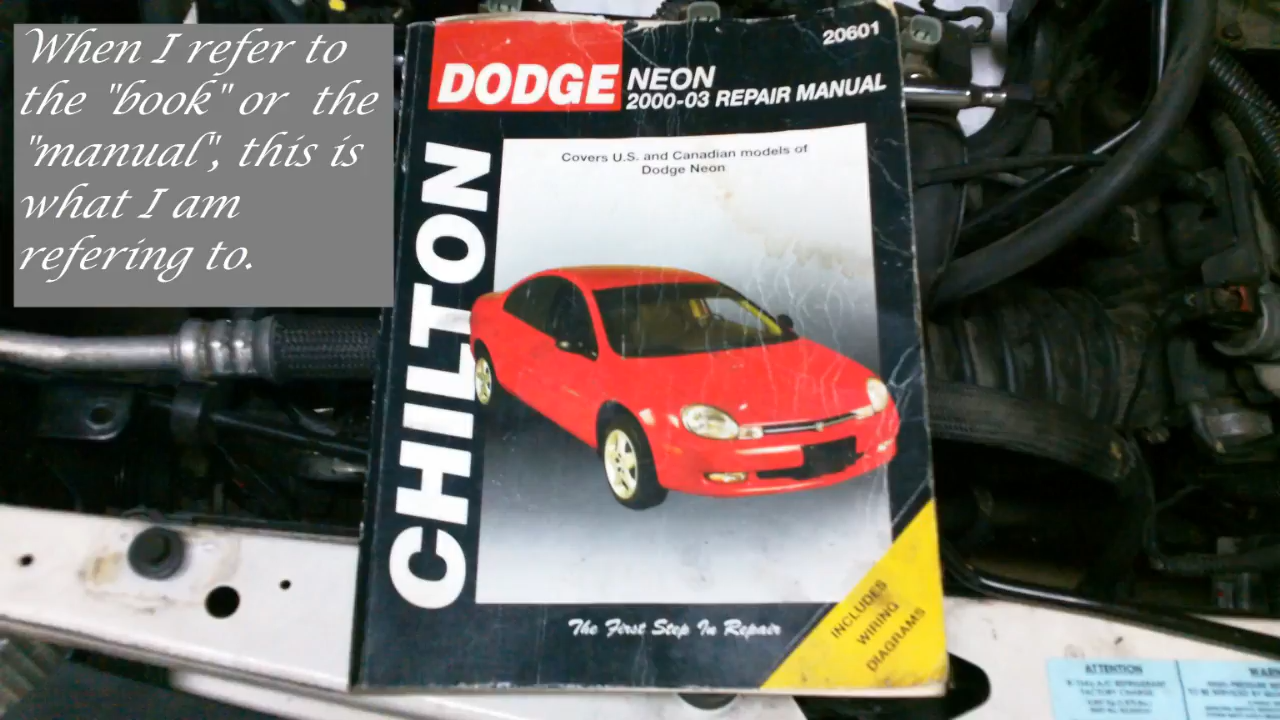 When I refer to
the "book" or the
"manual", this is
what I am
refering to.
20601
DODGE NEON
2000-03 REPAIR MANUAL
Covers U.S. and Canadian models of
Dodge Neon
CHILTON
The First Step In Repair
INCLUDES
WIRING
DIAGRAMS
ATTENTION
FACTORY CHARGE